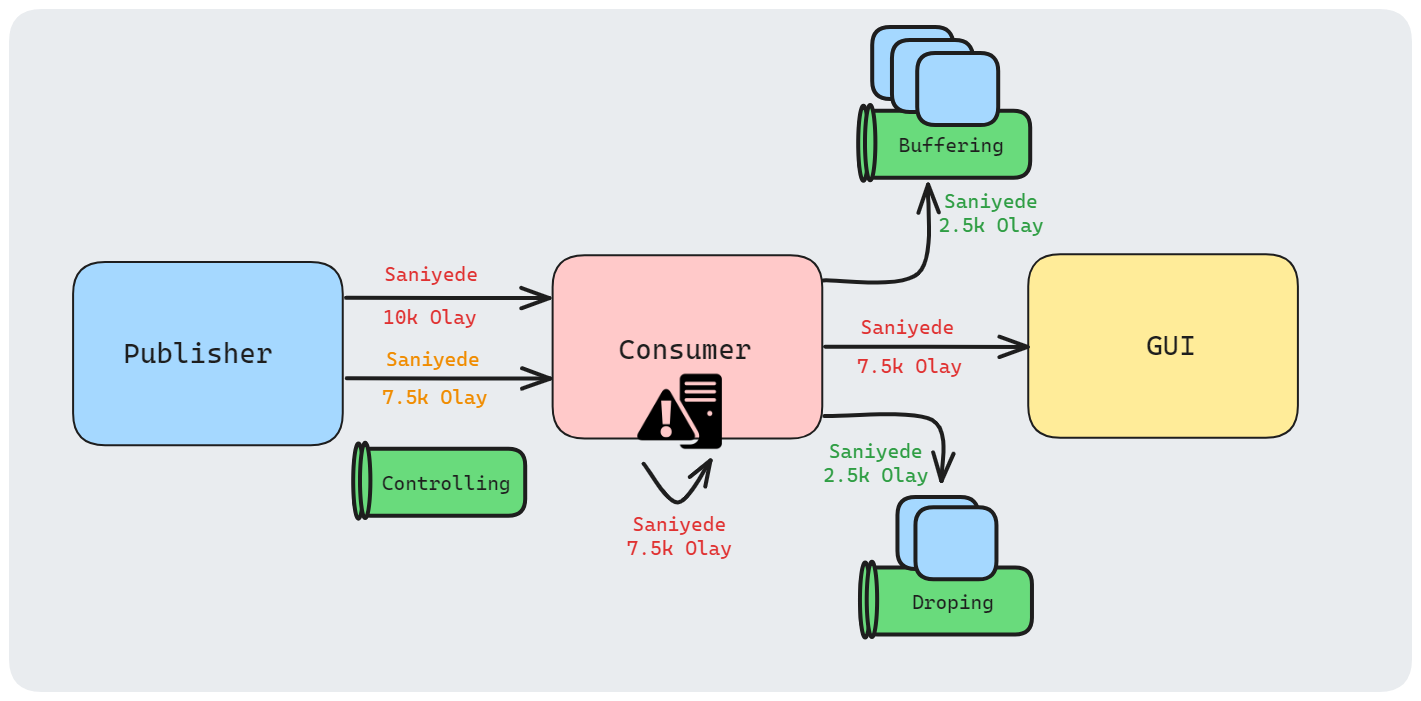 Buffering
Saniyede
2.5k Olay
Saniyede
10k Olay
Publisher
Saniyede
7.5k Olay
Controlling
Consumer
Saniyede
7.5k Olay
Saniyede
7.5k Olay
GUI
Saniyede
2.5k Olay
Droping